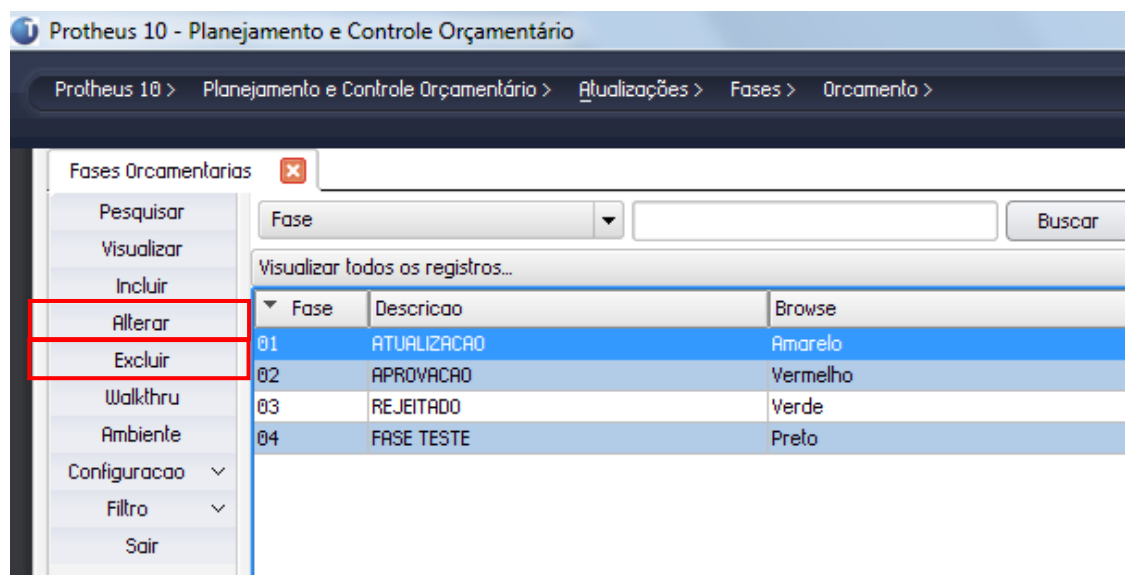 Protheus 10 - Planejamento e Controle Orçamentário
Protheus 10 > Planejamento e Controle Orçamentário > Atualizações > Fases > Orcamento >
Fases Orcamentarias
Pesquisar
Visualizar
Incluir
Alterar
Excluir
Walkthru
Ambiente
Configuracao
Filtro
Sair
Fase Buscar
Visualizar todos os registros...
Fase Descricao Browse
01 ATUALIZACAO Amarelo
02 APROVACAO Vermelho
03 REJEITADO Verde
04 FASE TESTE Preto